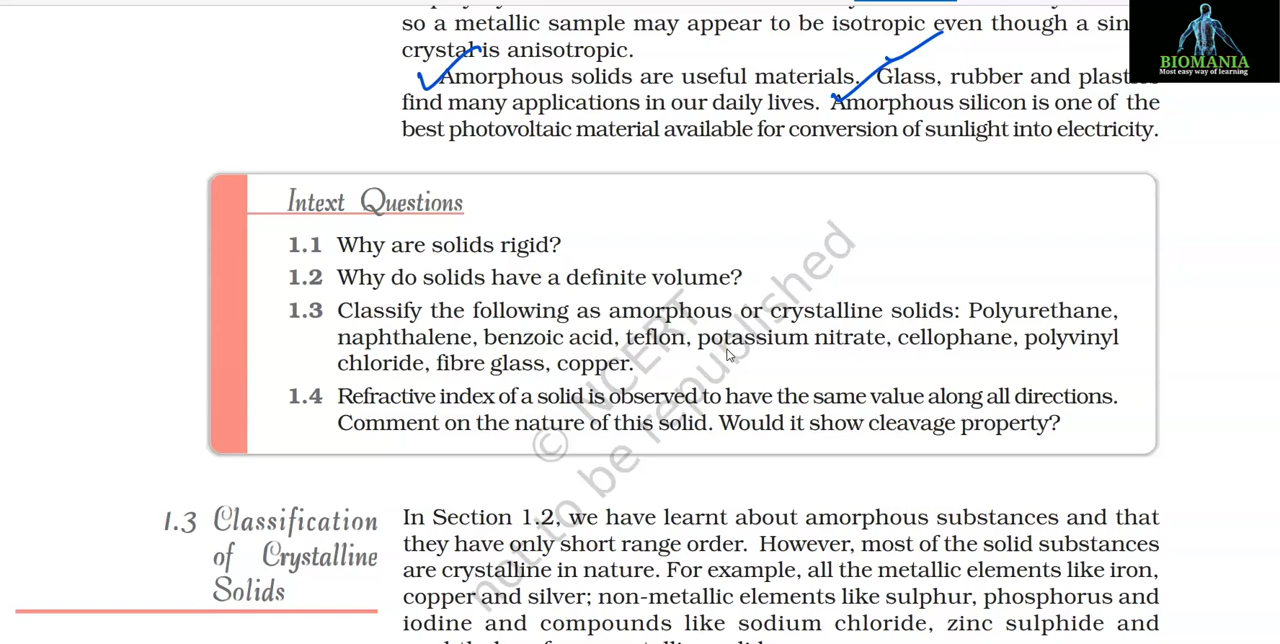 so a metallic sample may appear to be isotropic even though a sin
crystal is anisotropic.
Amorphous solids are useful materials. Glass, rubber and plast
find many applications in our daily lives. Amorphous silicon is one of the
best photovoltaic material available for conversion of sunlight into electricity.
BIOMANIA
Most easy way of learning
Intext Questions
1.1 Why are solids rigid?
1.2 Why do solids have a definite volume?
1.3 Classify the following as amorphous or crystalline solids: Polyurethane,
naphthalene, benzoic acid, teflon, potassium nitrate, cellophane, polyvinyl
chloride, fibre glass, copper.
1.4 Refractive index of a solid is observed to have the same value along all directions.
Comment on the nature of this solid. Would it show cleavage property?
© NCERT
not to be republished
1.3 Classification
of Crystalline
Solids
In Section 1.2, we have learnt about amorphous substances and that
they have only short range order. However, most of the solid substances
are crystalline in nature. For example, all the metallic elements like iron,
copper and silver; non-metallic elements like sulphur, phosphorus and
iodine and compounds like sodium chloride, zinc sulphide and